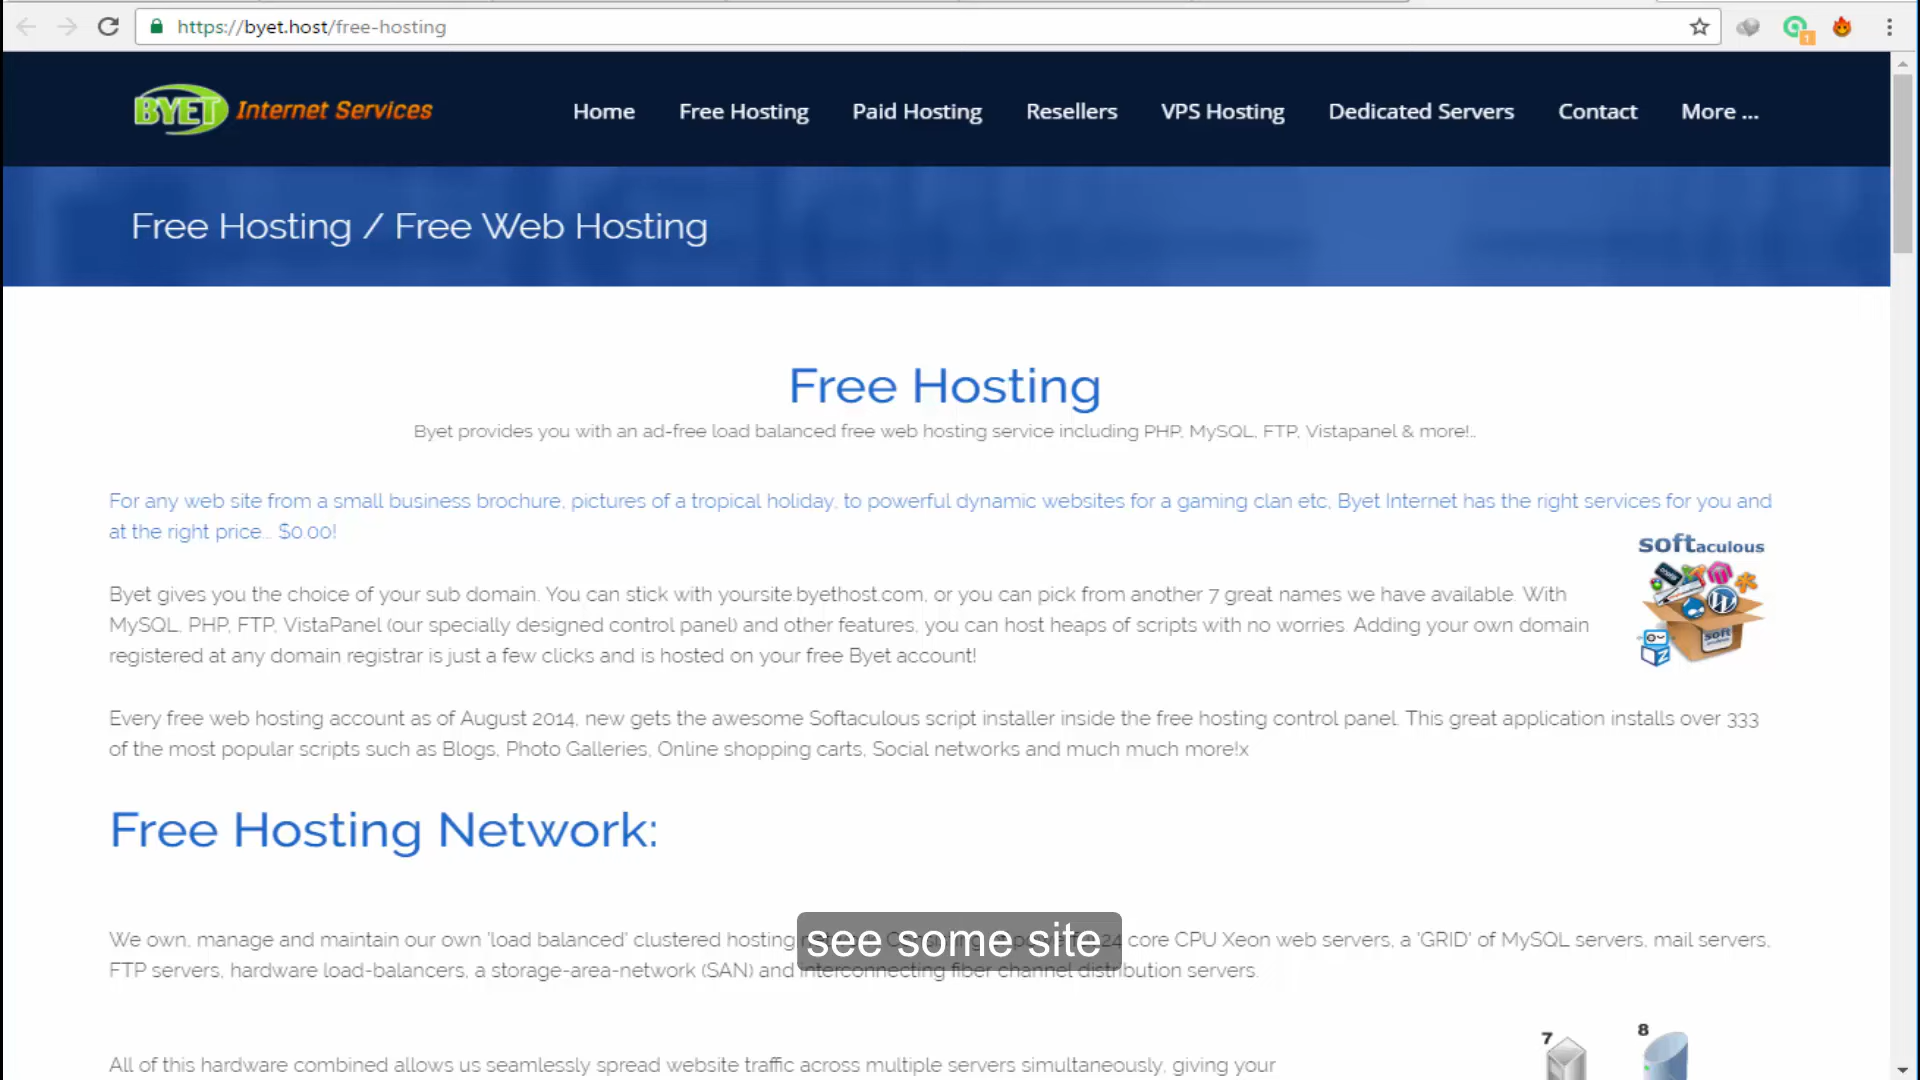 https://byet.host/free-hosting
1
BYET Internet Services
Home Free Hosting Paid Hosting Resellers VPS Hosting Dedicated Servers Contact More ...
Free Hosting / Free Web Hosting
Free Hosting
Byet provides you with an ad-free load balanced free web hosting service including PHP, MySQL, FTP, Vistapanel & more!..
For any web site from a small business brochure, pictures of a tropical holiday, to powerful dynamic websites for a gaming clan etc, Byet Internet has the right services for you and
at the right price... $0.00!
softaculous
Byet gives you the choice of your sub domain. You can stick with yoursite.byethost.com, or you can pick from another 7 great names we have available. With
MySQL, PHP, FTP, VistaPanel (our specially designed control panel) and other features, you can host heaps of scripts with no worries. Adding your own domain
registered at any domain registrar is just a few clicks and is hosted on your free Byet account!
soft
Every free web hosting account as of August 2014, new gets the awesome Softaculous script installer inside the free hosting control panel. This great application installs over 333
of the most popular scripts such as Blogs, Photo Galleries, Online shopping carts, Social networks and much much more!x
Free Hosting Network:
We own, manage and maintain our own 'load balanced' clustered hosting 24 core CPU Xeon web servers, a 'GRID' of MySQL servers, mail servers,
see some site
FTP servers, hardware load-balancers, a storage-area-network (SAN) and interconnecting fiber channel distribution servers.
7 8
All of this hardware combined allows us seamlessly spread website traffic across multiple servers simultaneously, giving your